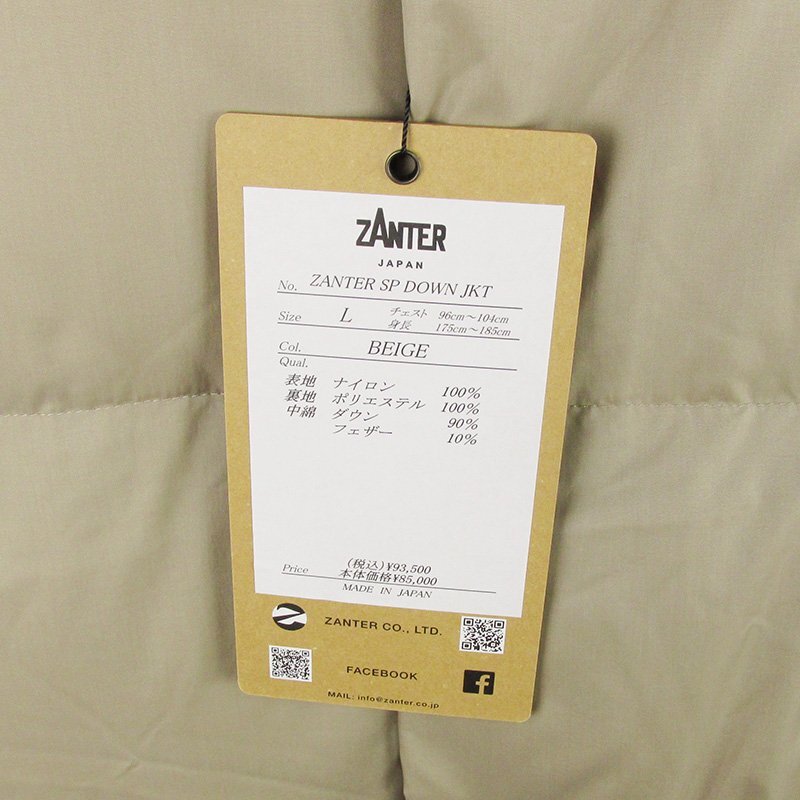 ZANTER
JAPAN
No. ZANTER SP DOWN JKT
Size L チェスト 96cm～104cm
身長 175cm～185cm
Col. BEIGE
Qual.
表地 ナイロン 100%
裏地 ポリエステル 100%
中綿 ダウン 90%
フェザー 10%
(税込)¥93,500
Price 本体価格¥85,000
MADE IN JAPAN
ZANTER CO., LTD.
FACEBOOK
MAIL: info@zanter.co.jp